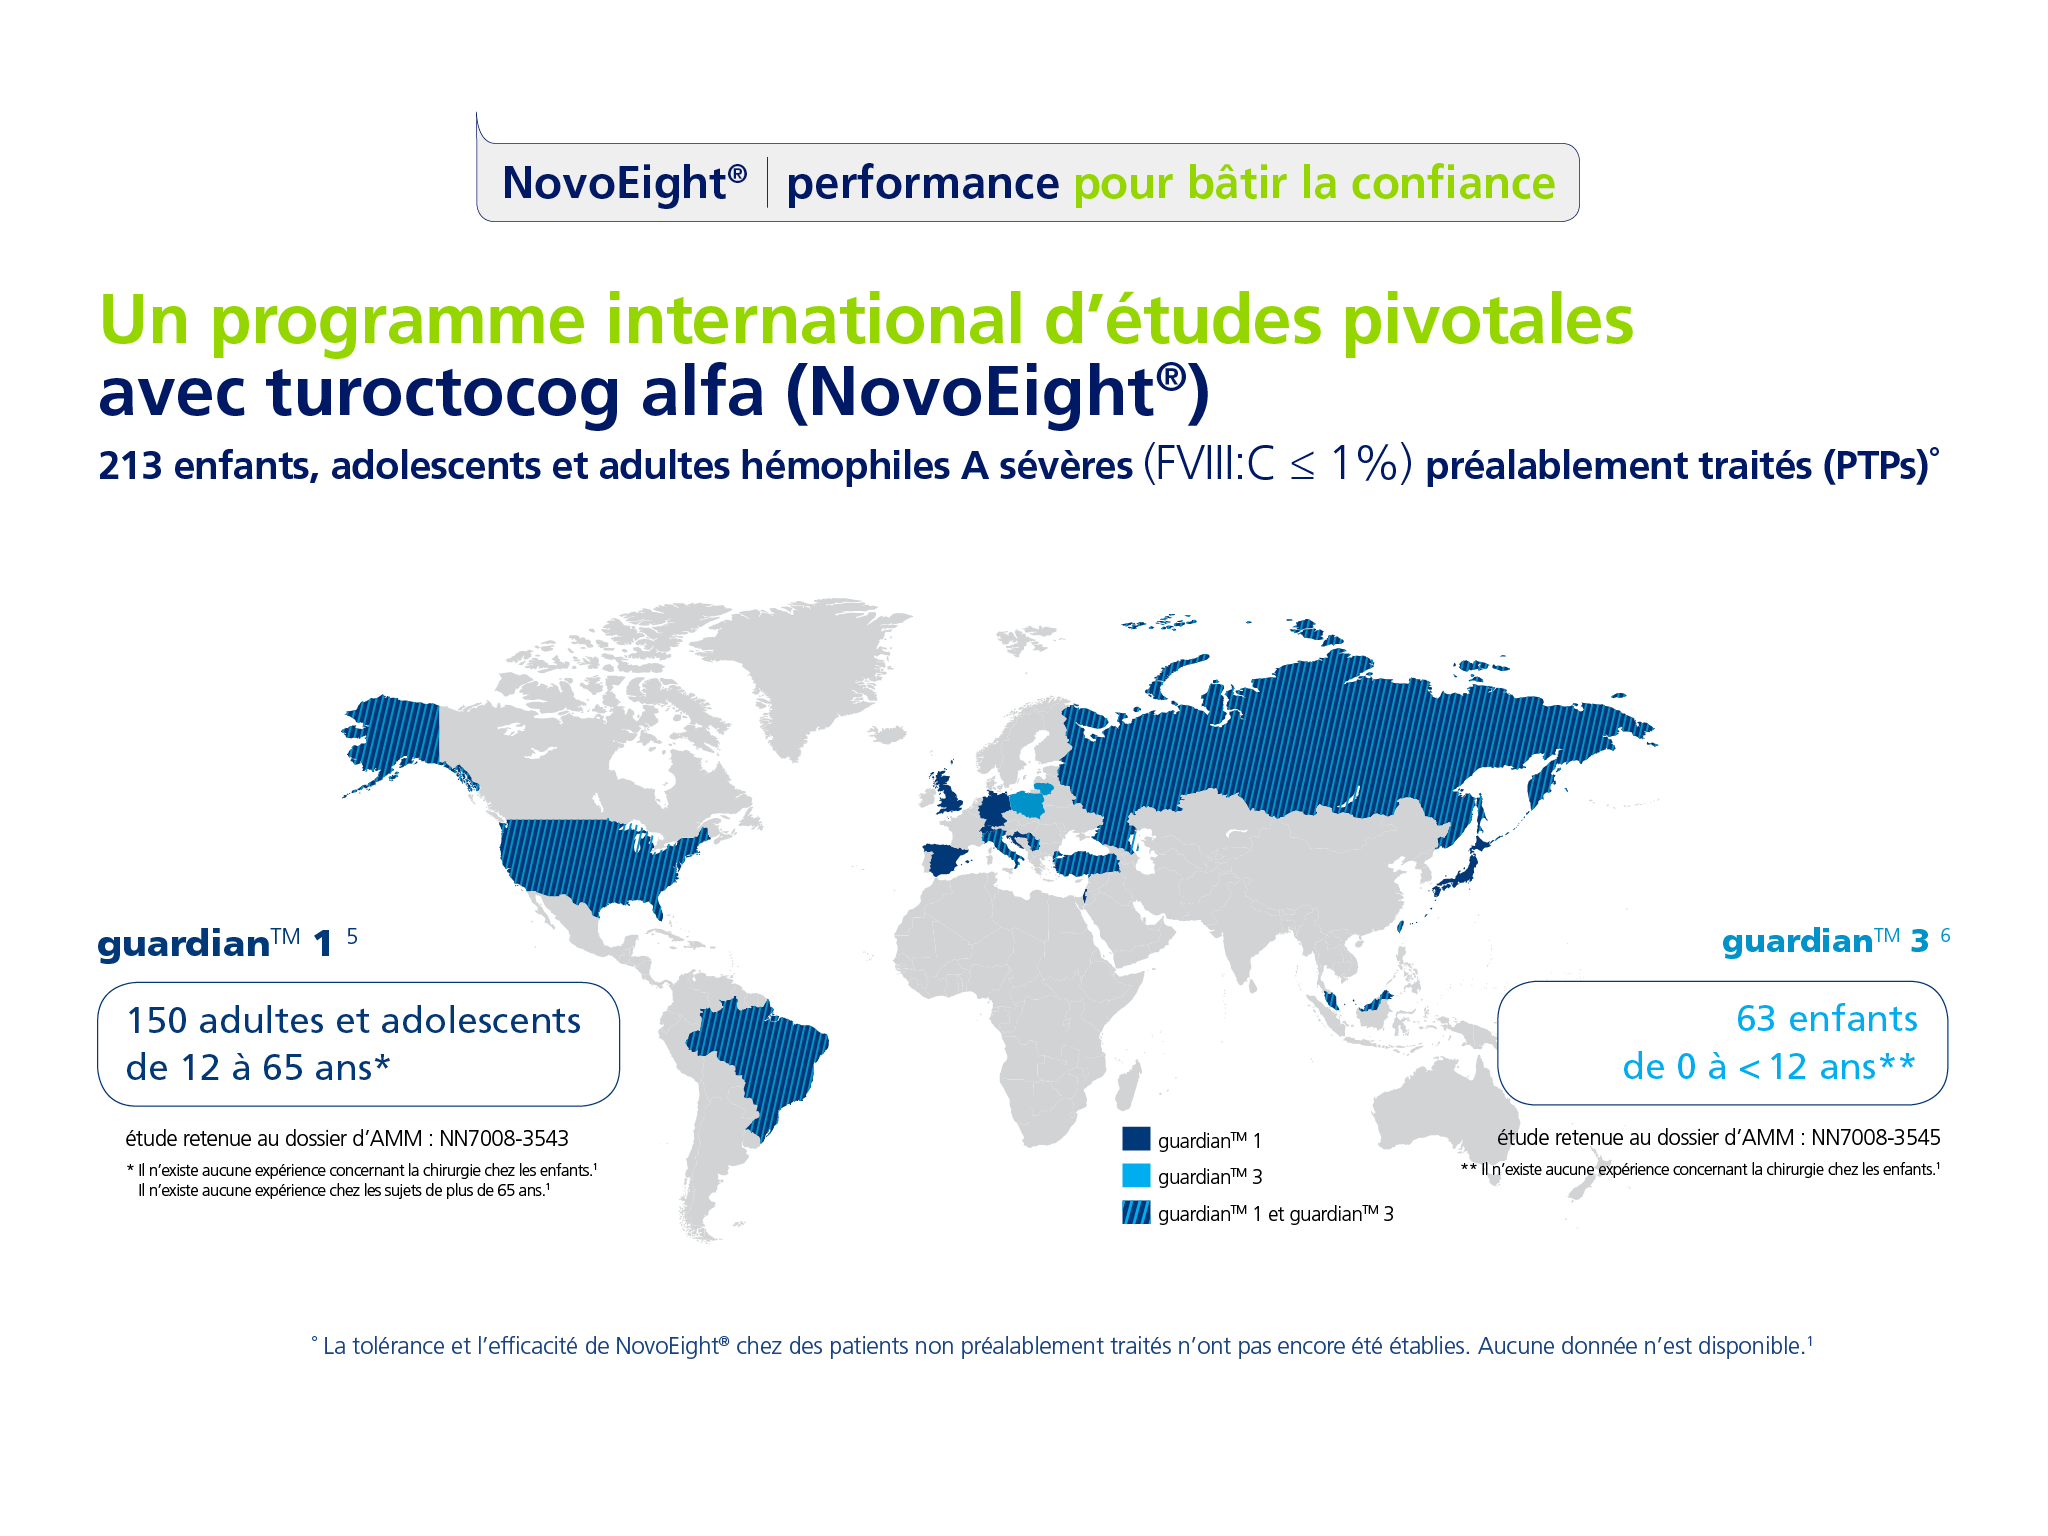 NovoEight® | performance pour bâtir la confiance
Un programme international d’études pivotales
avec turoctocog alfa (NovoEight®)
213 enfants, adolescents et adultes hémophiles A sévères (FVIII:C ≤ 1%) préalablement traités (PTPs)°
guardian™ 1 ⁵
150 adultes et adolescents
de 12 à 65 ans*
étude retenue au dossier d’AMM : NN7008-3543
* Il n’existe aucune expérience concernant la chirurgie chez les enfants.¹
Il n’existe aucune expérience chez les sujets de plus de 65 ans.¹
guardian™ 1
guardian™ 3
guardian™ 1 et guardian™ 3
guardian™ 3 ⁶
63 enfants
de 0 à < 12 ans**
étude retenue au dossier d’AMM : NN7008-3545
** Il n’existe aucune expérience concernant la chirurgie chez les enfants.¹
° La tolérance et l’efficacité de NovoEight® chez des patients non préalablement traités n’ont pas encore été établies. Aucune donnée n’est disponible.¹